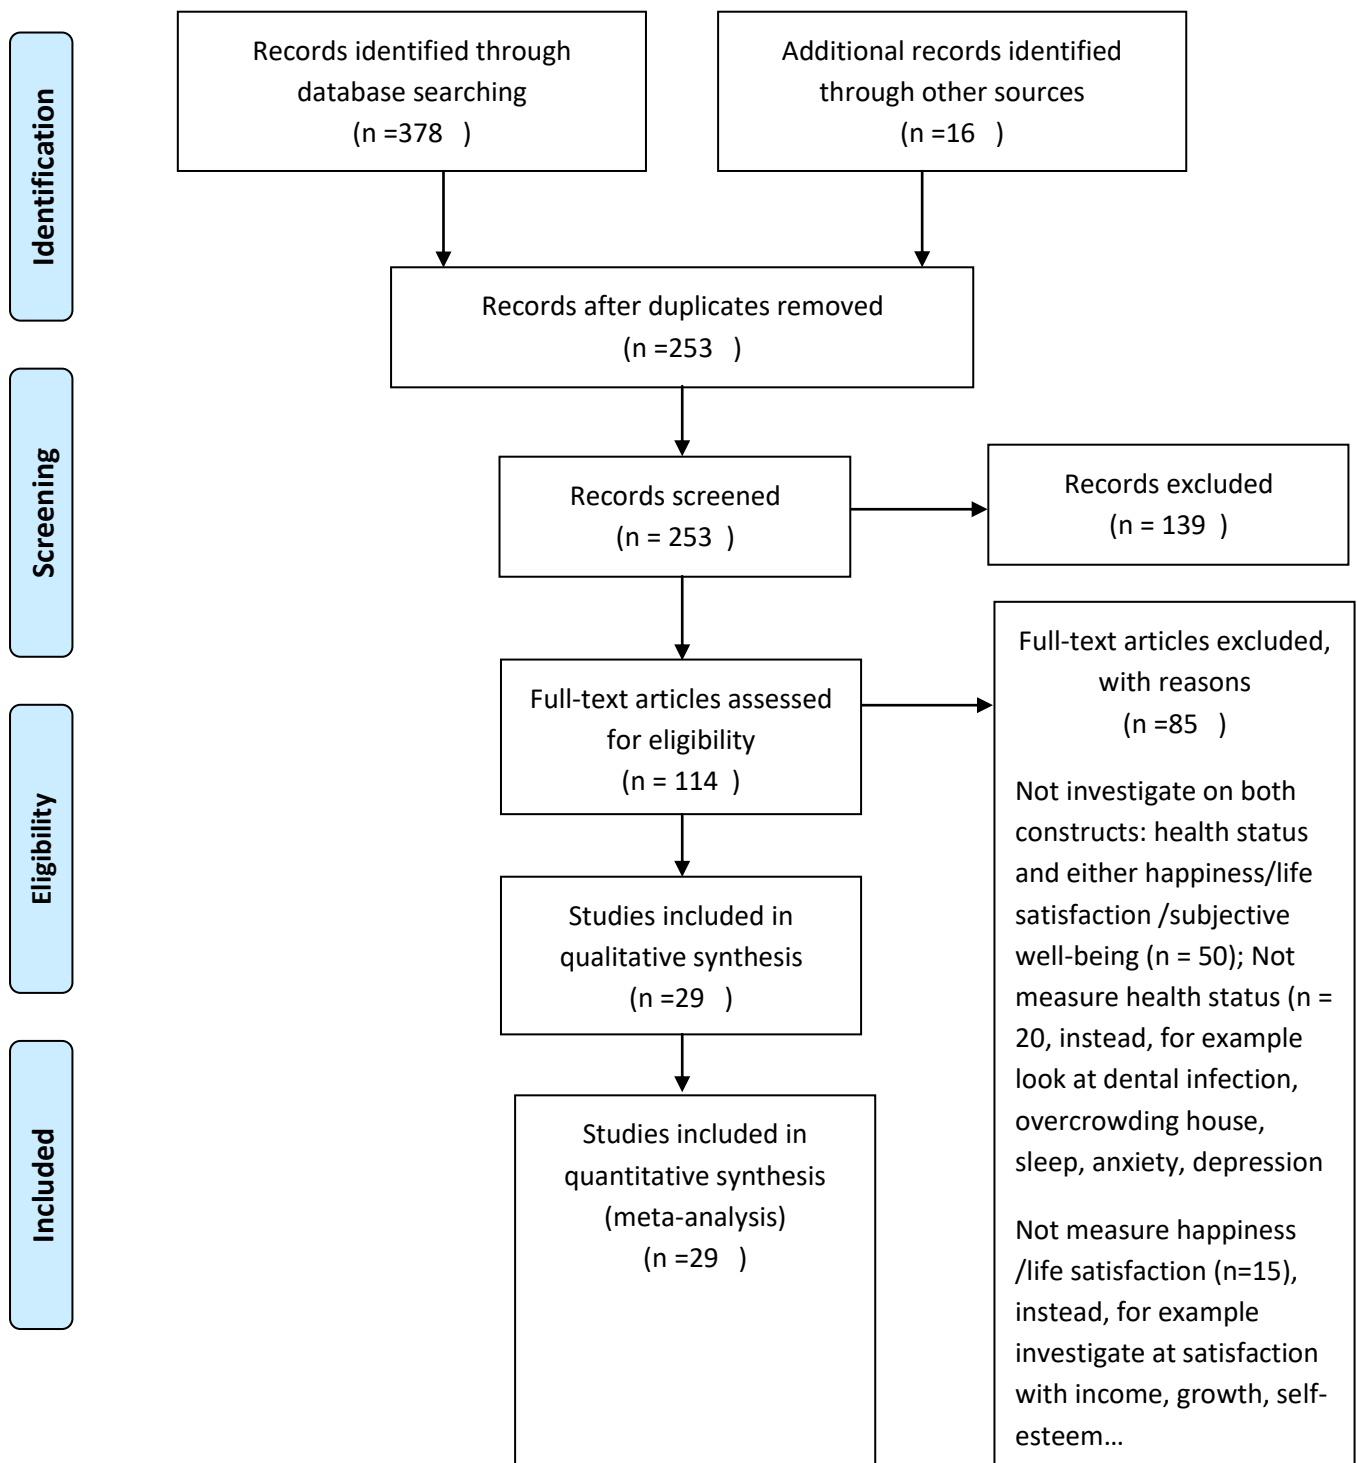 Identification
Records identified through
database searching
(n =378   )
Additional records identified
through other sources
(n =16   )
Records after duplicates removed
(n =253   )
Screening
Records screened
(n = 253  )
Records excluded
(n = 139  )
Eligibility
Full-text articles assessed
for eligibility
(n = 114  )
Full-text articles excluded,
with reasons
(n =85   )
Not investigate on both
constructs: health status
and either happiness/life
satisfaction /subjective
well-being (n = 50); Not
measure health status (n =
20, instead, for example
look at dental infection,
overcrowding house,
sleep, anxiety, depression
Not measure happiness
/life satisfaction (n=15),
instead, for example
investigate at satisfaction
with income, growth, self-
esteem…
Studies included in
qualitative synthesis
(n =29   )
Included
Studies included in
quantitative synthesis
(meta-analysis)
(n =29   )